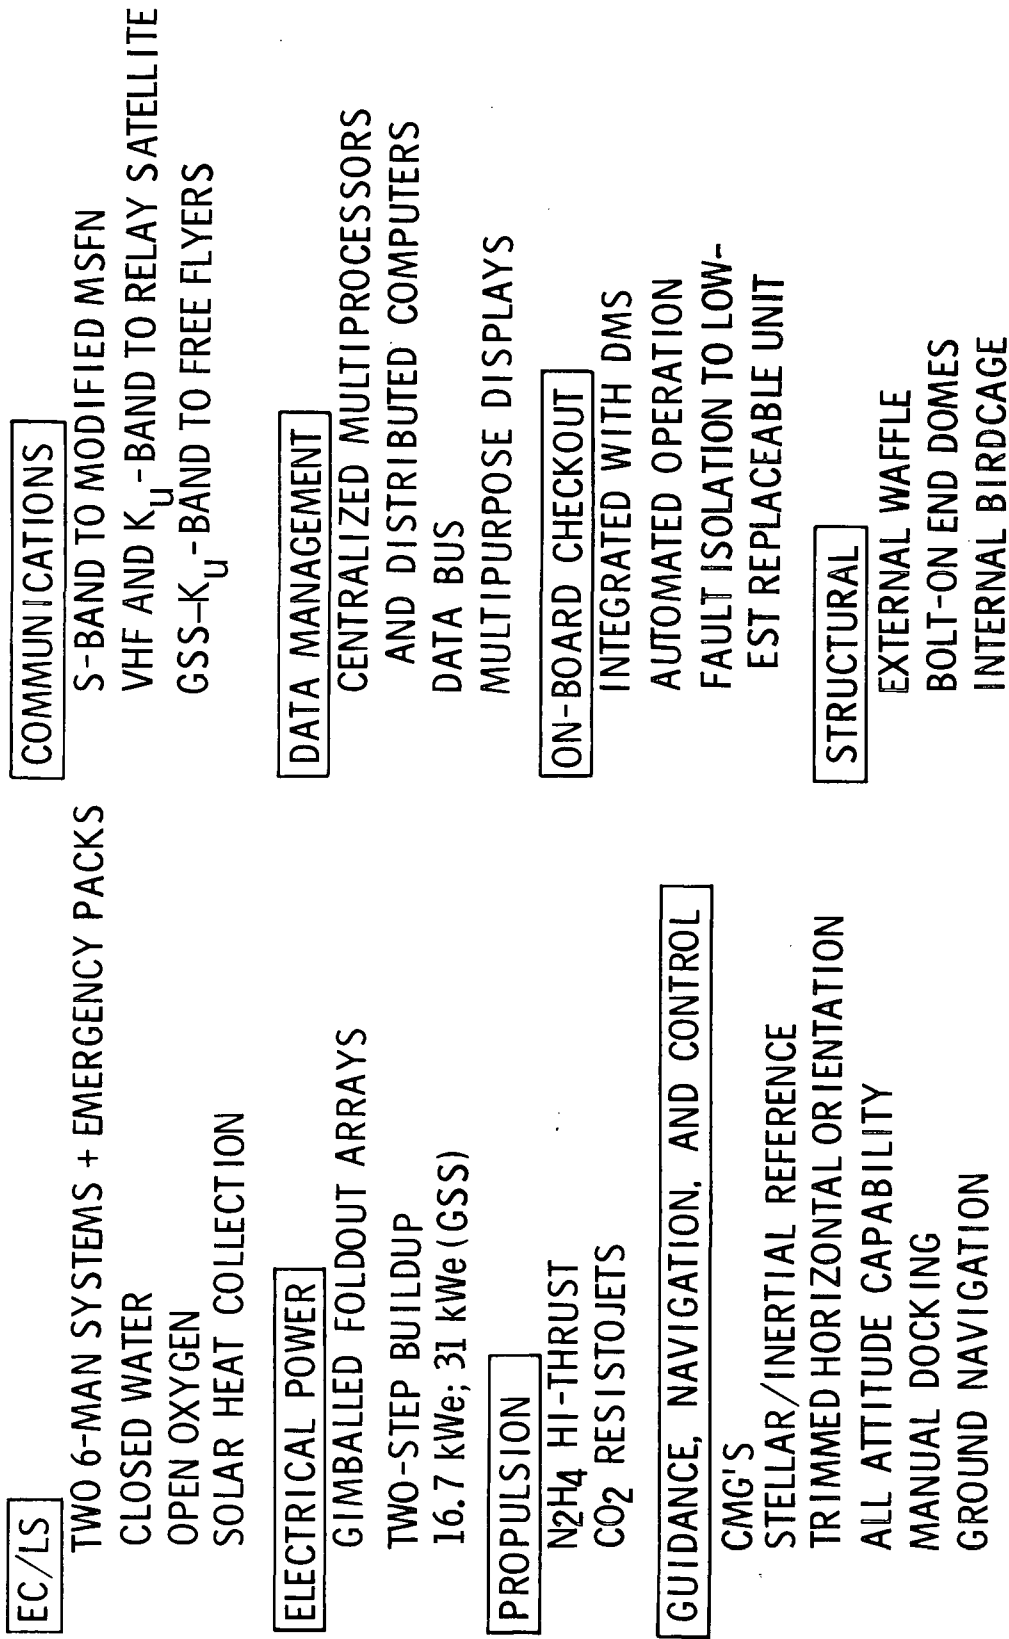 EC/LS
TWO 6-MAN SYSTEMS + EMERGENCY PACKS
CLOSED WATER
OPEN OXYGEN
SOLAR HEAT COLLECTION
ELECTRICAL POWER
GIMBALLED FOLDOUT ARRAYS
TWO-STEP BUILDUP
16.7 kWe; 31 kWe (GSS)
PROPULSION
N2H4 HI-THRUST
CO2 RESISTOJETS
GUIDANCE, NAVIGATION, AND CONTROL
CMG'S
STELLAR/INERTIAL REFERENCE
TRIMMED HORIZONTAL ORIENTATION
ALL ATTITUDE CAPABILITY
MANUAL DOCKING
GROUND NAVIGATION
COMMUNICATIONS
S-BAND TO MODIFIED MSFN
VHF AND Ku-BAND TO RELAY SATELLITE
GSS-Ku-BAND TO FREE FLYERS
DATA MANAGEMENT
CENTRALIZED MULTIPROCESSORS
AND DISTRIBUTED COMPUTERS
DATA BUS
MULTIPURPOSE DISPLAYS
ON-BOARD CHECKOUT
INTEGRATED WITH DMS
AUTOMATED OPERATION
FAULT ISOLATION TO LOW-
EST REPLACEABLE UNIT
STRUCTURAL
EXTERNAL WAFFLE
BOLT-ON END DOMES
INTERNAL BIRDCAGE